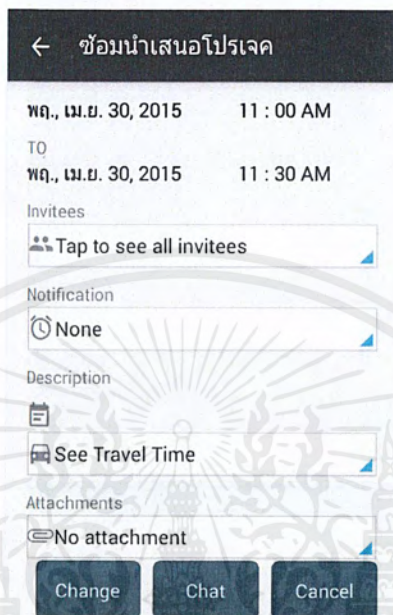 ← ซ้อมนำเสนอโปรเจค
พฤ., เม.ย. 30, 2015 11 : 00 AM
TO
พฤ., เม.ย. 30, 2015 11 : 30 AM
Invitees
Tap to see all invitees
Notification
None
Description
See Travel Time
Attachments
No attachment
Change Chat Cancel